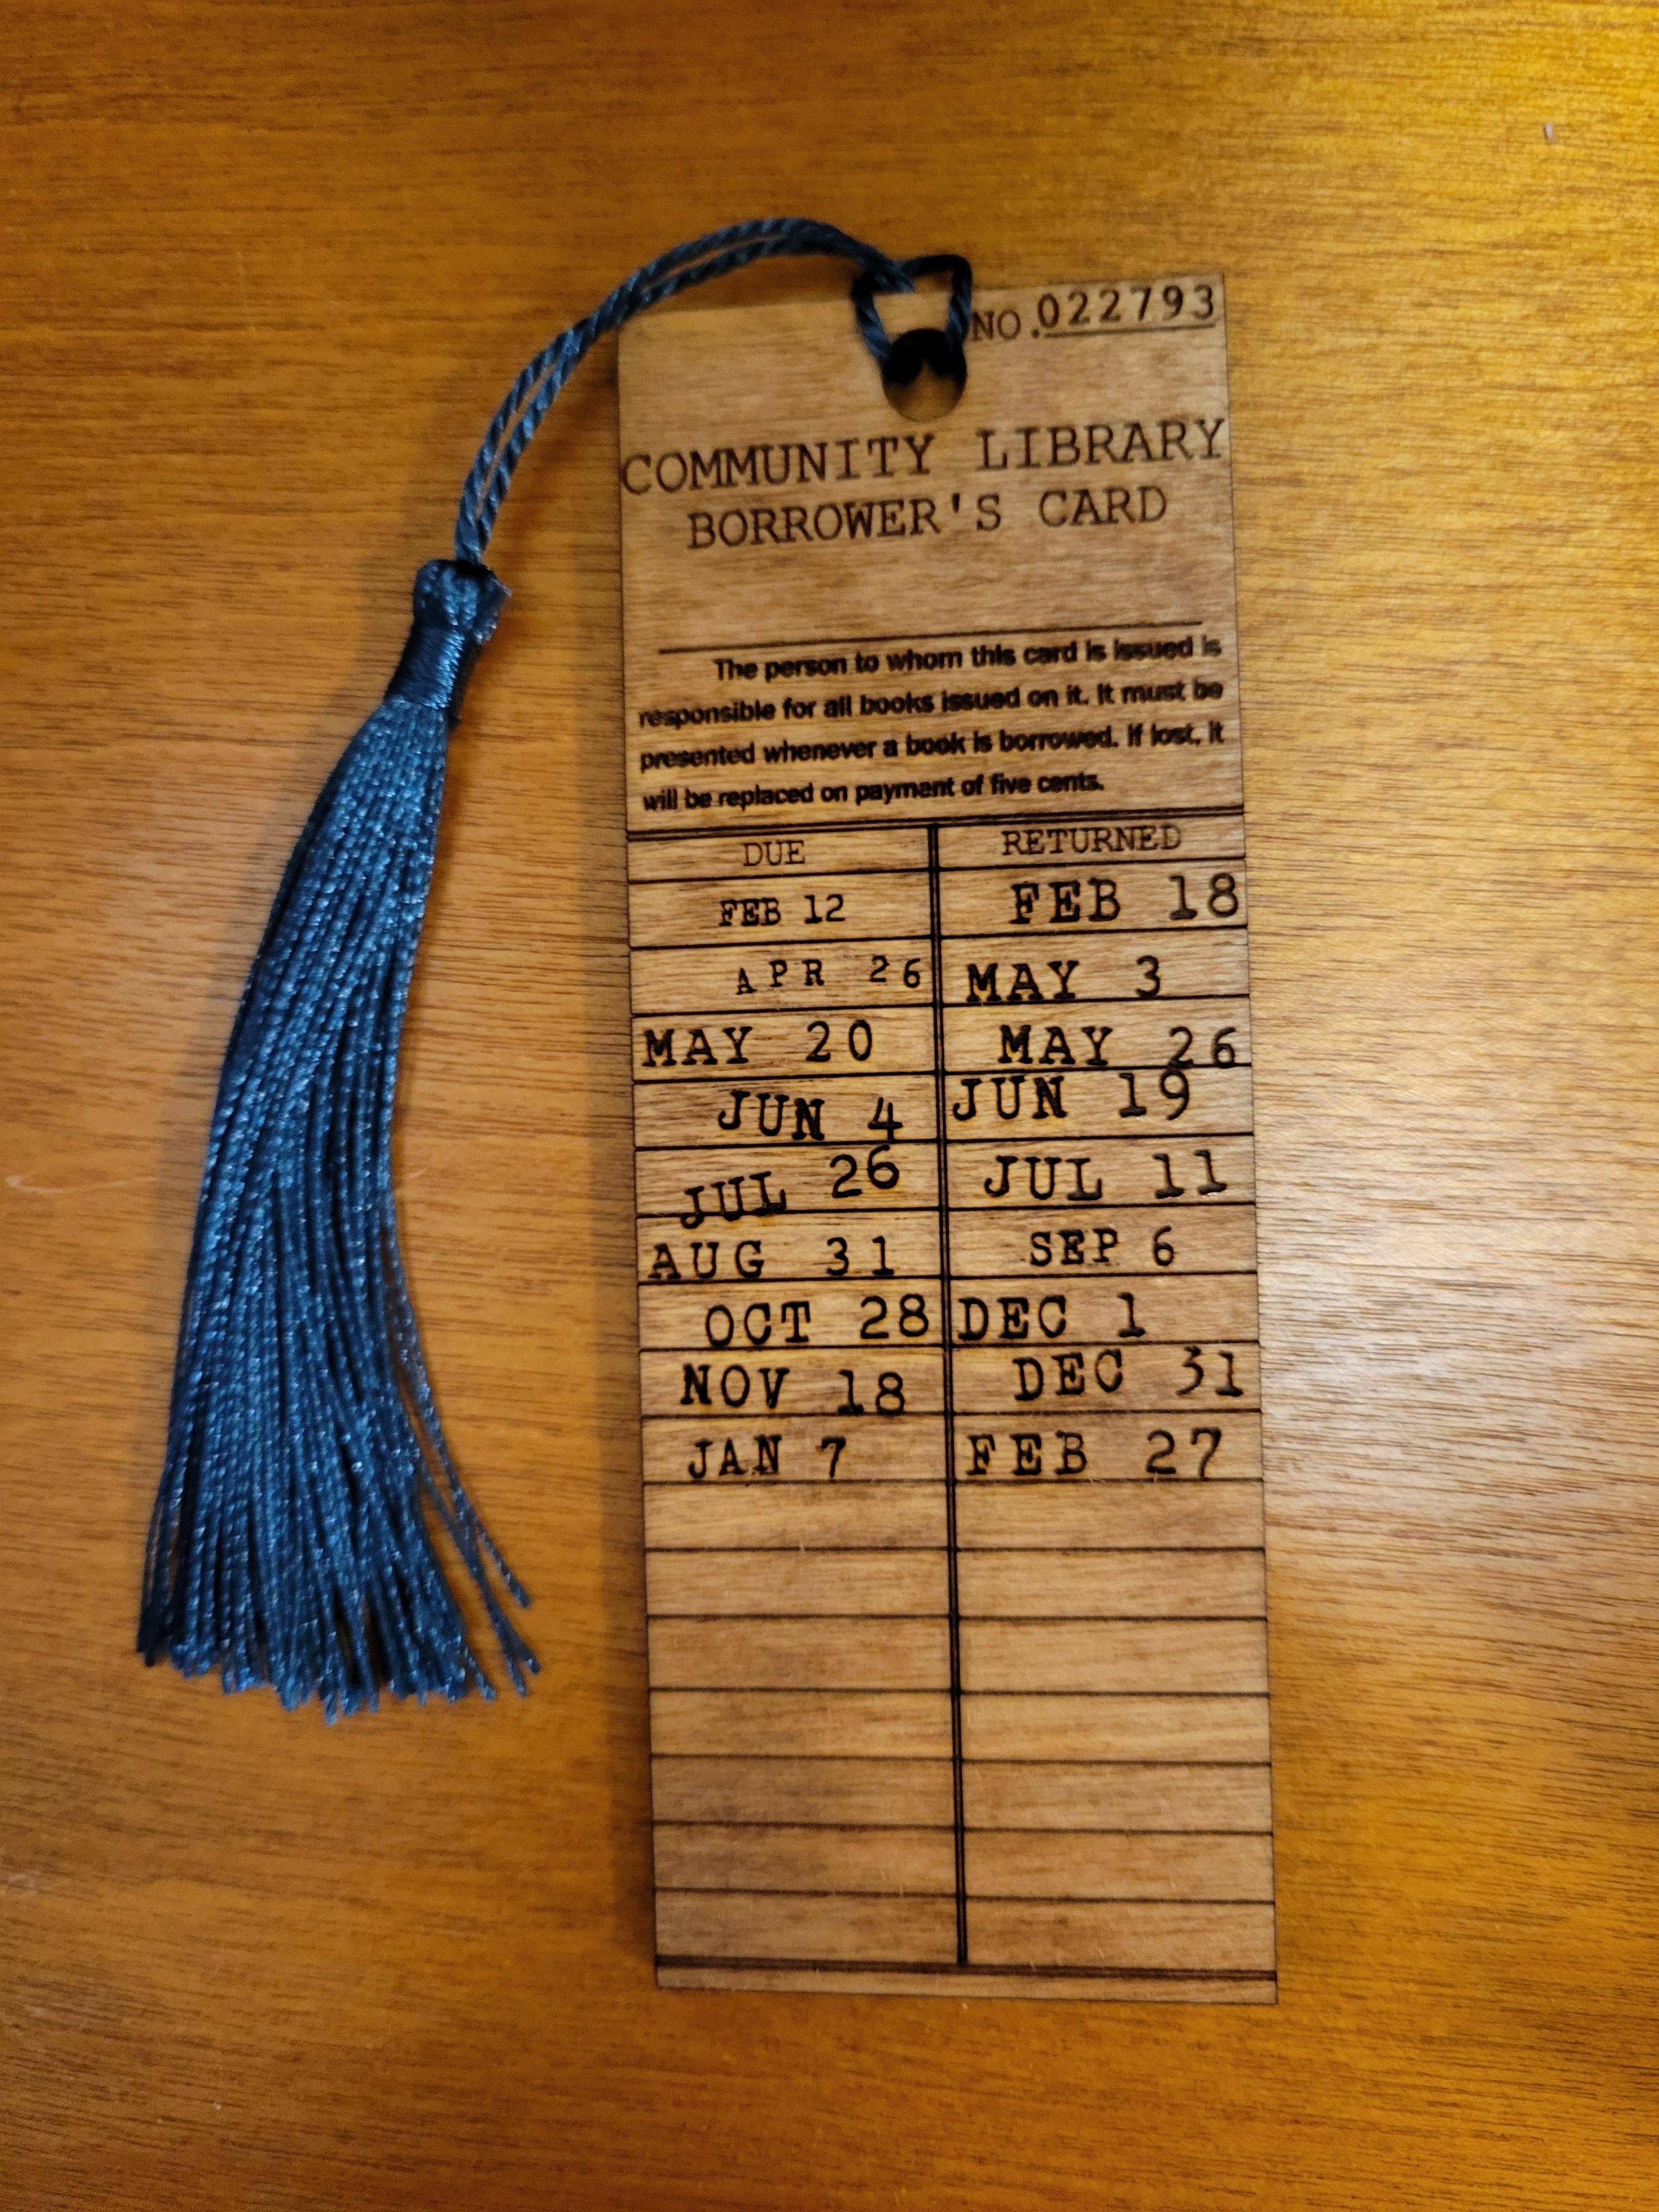 NO.022793
COMMUNITY LIBRARY
BORROWER'S CARD
The person to whom this card is issued is
responsible for all books issued on it. It must be
presented whenever a book is borrowed. If lost, it
will be replaced on payment of five cents.
DUE RETURNED
FEB 12 FEB 18
APR 26 MAY 3
MAY 20 MAY 26
JUN 4 JUN 19
JUL 26 JUL 11
AUG 31 SEP 6
OCT 28 DEC 1
NOV 18 DEC 31
JAN 7 FEB 27